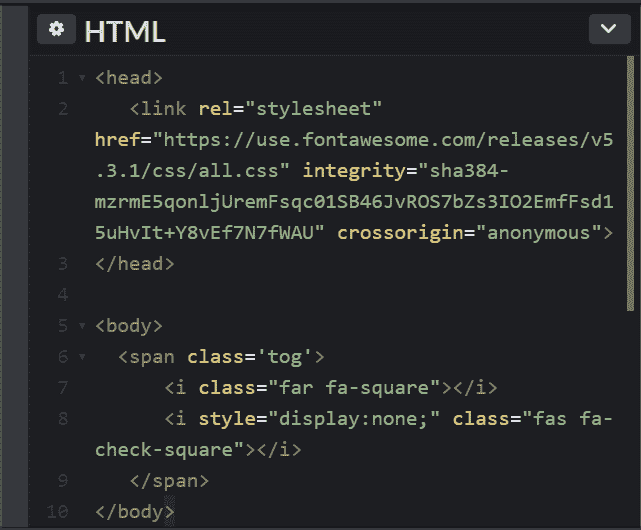 HTML
1 <head>
2 <link rel="stylesheet"
href="https://use.fontawesome.com/releases/v5
.3.1/css/all.css" integrity="sha384-
mzrmE5qonljUremFsqc01SB46JvROS7bZs3IO2EmfFsd1
5uHvIt+Y8vEf7N7fWAU" crossorigin="anonymous">
3 </head>
4
5 <body>
6 <span class='tog'>
7 <i class="far fa-square"></i>
8 <i style="display:none;" class="fas fa-
check-square"></i>
9 </span>
10 </body>